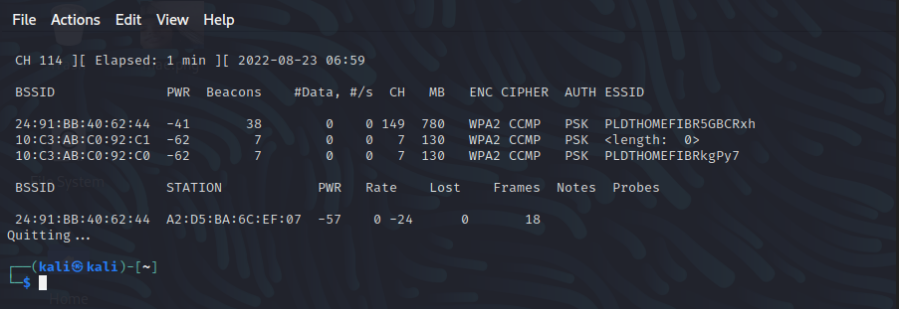 File Actions Edit View Help
CH 114 ][ Elapsed: 1 min ][ 2022-08-23 06:59
BSSID PWR Beacons #Data, #/s CH MB ENC CIPHER AUTH ESSID
24:91:BB:40:62:44 -41 38 0 0 149 780 WPA2 CCMP PSK PLDTHOMEFIBR5GBCRxh
10:C3:AB:C0:92:C1 -62 7 0 0 7 130 WPA2 CCMP PSK <length: 0>
10:C3:AB:C0:92:C0 -62 7 0 0 7 130 WPA2 CCMP PSK PLDTHOMEFIBRkgPy7
File System
BSSID STATION PWR Rate Lost Frames Notes Probes
24:91:BB:40:62:44 A2:D5:BA:6C:EF:07 -57 0 -24 0 18
Quitting...
┌──(kali㉿kali)-[~]
└─$
Home